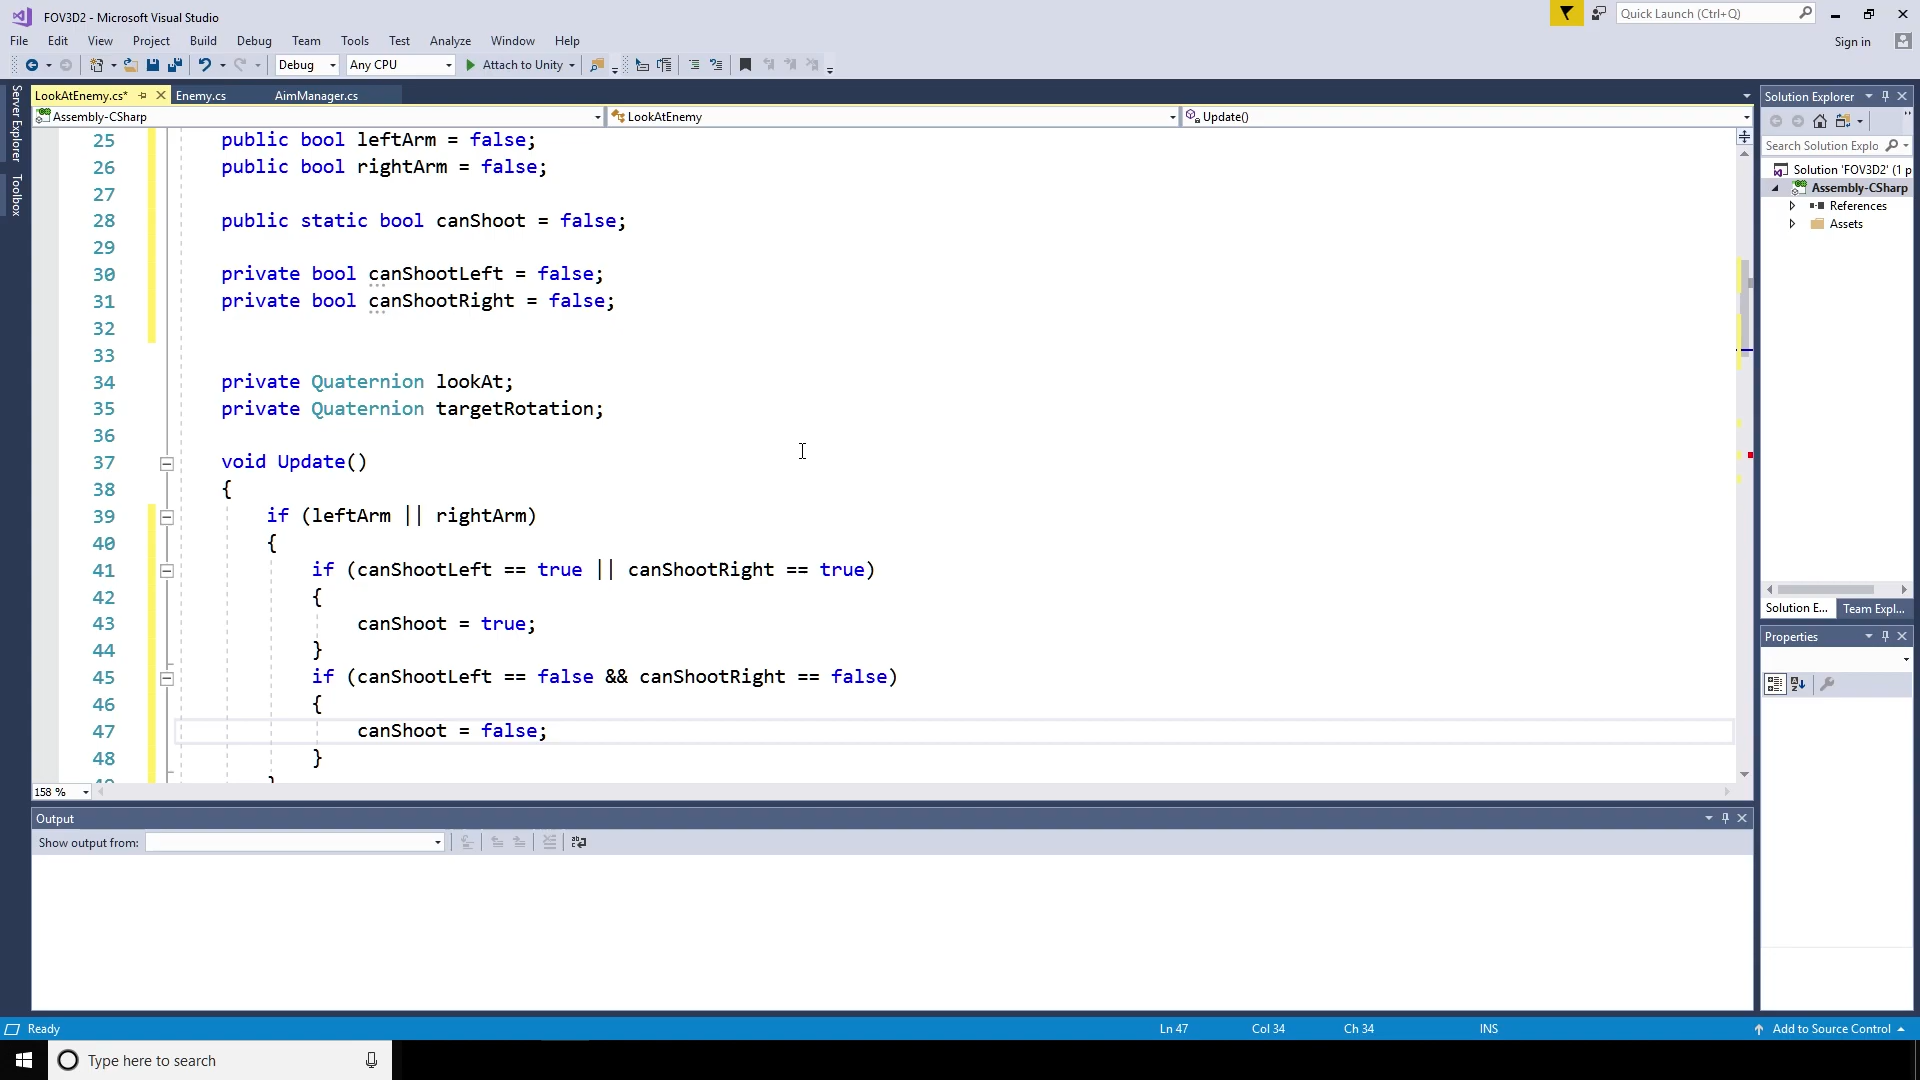 FOV3D2 - Microsoft Visual Studio
Quick Launch (Ctrl+Q)
File Edit View Project Build Debug Team Tools Test Analyze Window Help
Sign in
Debug Any CPU Attach to Unity
Server Explorer
Toolbox
LookAtEnemy.cs* Enemy.cs AimManager.cs
Assembly-CSharp LookAtEnemy Update()
25 public bool leftArm = false;
26 public bool rightArm = false;
27
28 public static bool canShoot = false;
29
30 private bool canShootLeft = false;
31 private bool canShootRight = false;
32
33
34 private Quaternion lookAt;
35 private Quaternion targetRotation;
36
37 void Update()
38 {
39 if (leftArm || rightArm)
40 {
41 if (canShootLeft == true || canShootRight == true)
42 {
43 canShoot = true;
44 }
45 if (canShootLeft == false && canShootRight == false)
46 {
47 canShoot = false;
48 }
158 %
Solution Explorer
Search Solution Explo
Solution 'FOV3D2' (1 p
Assembly-CSharp
References
Assets
Solution E... Team Expl...
Properties
Output
Show output from:
Ready Ln 47 Col 34 Ch 34 INS Add to Source Control
Type here to search